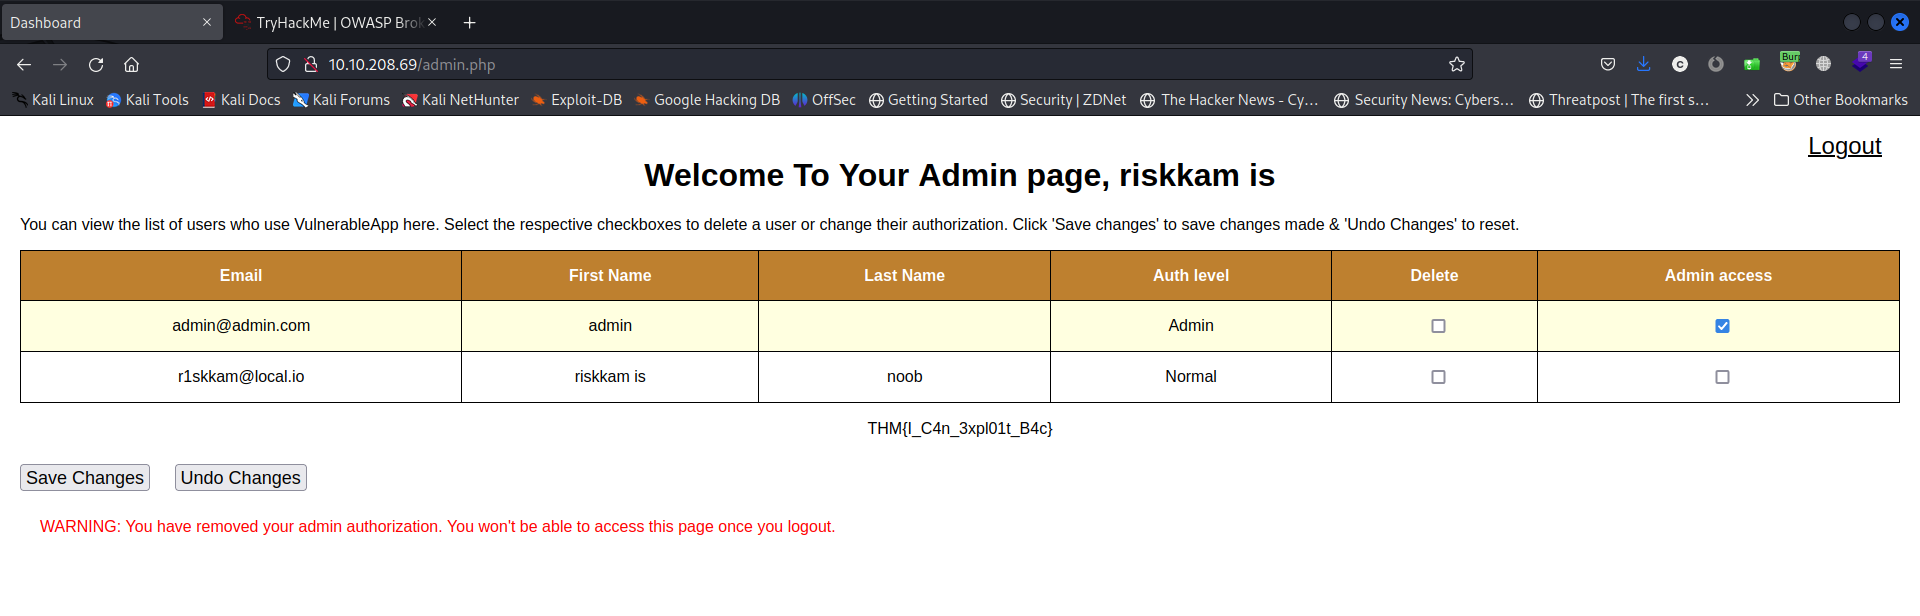 Dashboard
TryHackMe | OWASP Brok
10.10.208.69/admin.php
Kali Linux Kali Tools Kali Docs Kali Forums Kali NetHunter Exploit-DB Google Hacking DB OffSec Getting Started Security | ZDNet The Hacker News - Cy… Security News: Cybers… Threatpost | The first s… Other Bookmarks
Logout
Welcome To Your Admin page, riskkam is
You can view the list of users who use VulnerableApp here. Select the respective checkboxes to delete a user or change their authorization. Click 'Save changes' to save changes made & 'Undo Changes' to reset.
Email First Name Last Name Auth level Delete Admin access
admin@admin.com admin Admin
r1skkam@local.io riskkam is noob Normal
THM{I_C4n_3xpl01t_B4c}
Save Changes Undo Changes
WARNING: You have removed your admin authorization. You won't be able to access this page once you logout.